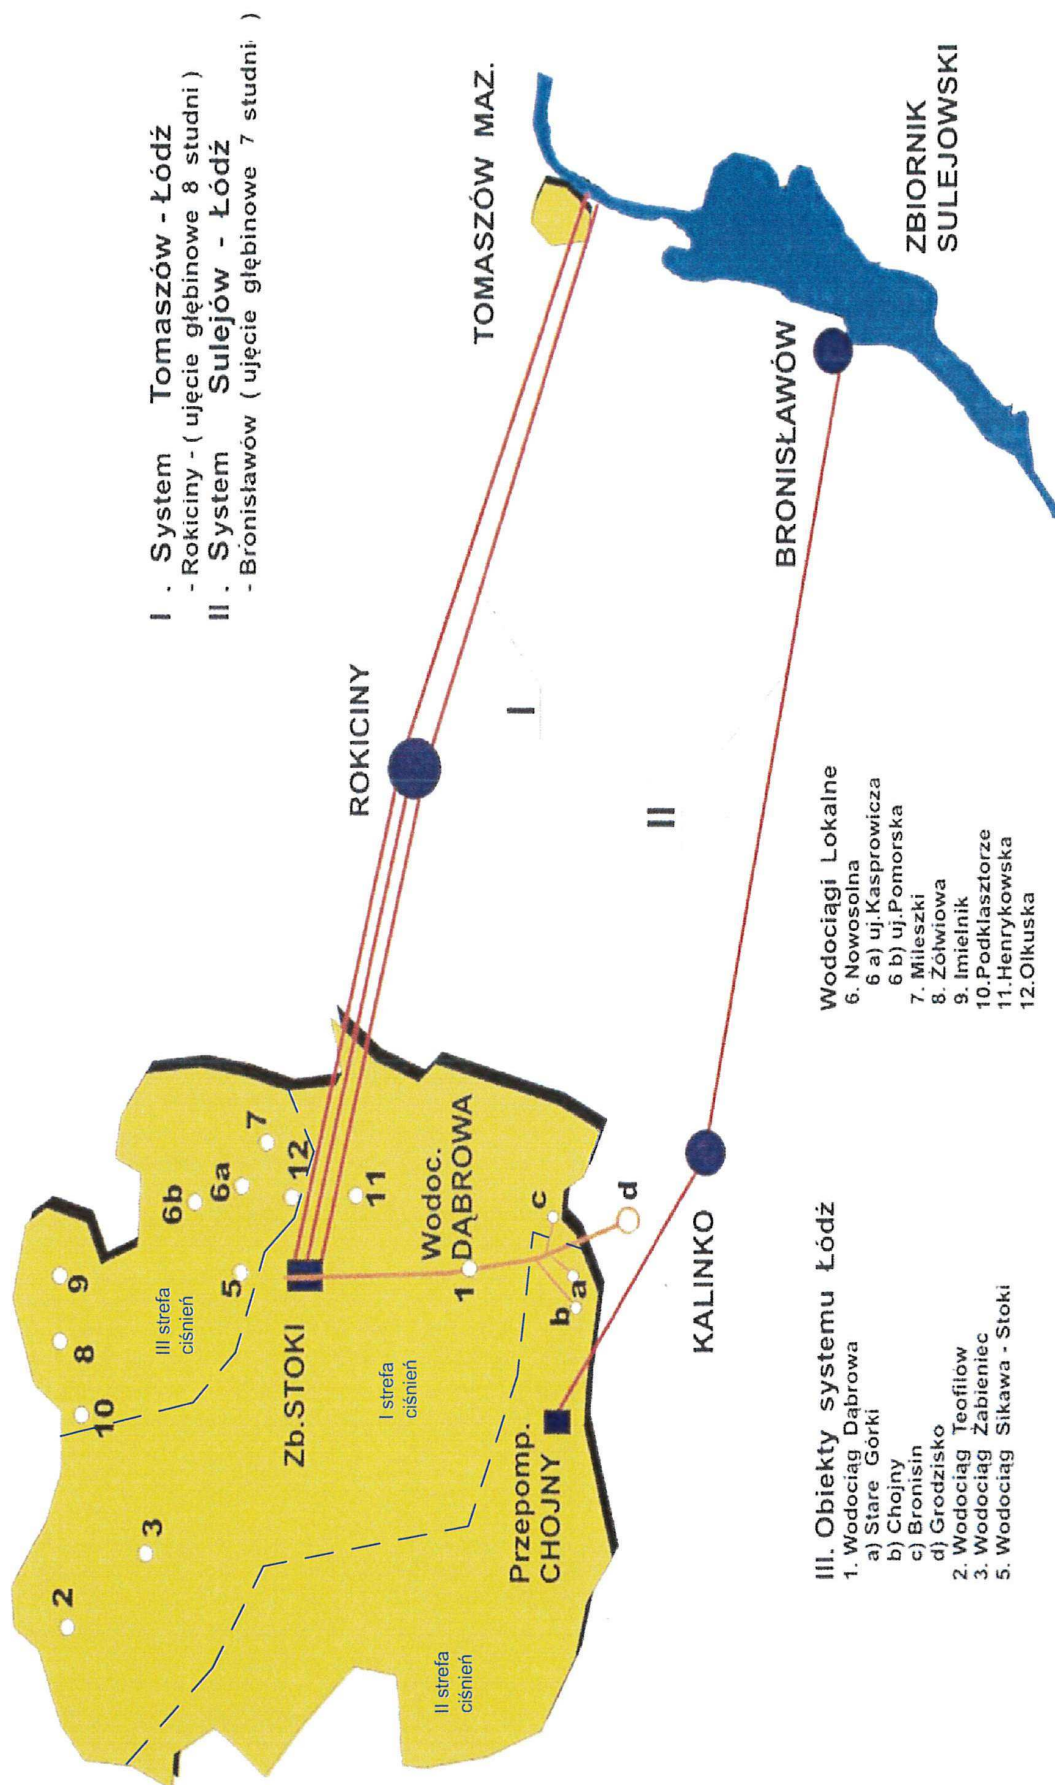 I . System Tomaszów - Łódź
- Rokiciny - ( ujęcie głębinowe 8 studni )
II . System Sulejów - Łódź
- Bronisławów ( ujęcie głębinowe 7 studni )
TOMASZÓW MAZ.
ROKICINY
I
II
BRONISŁAWÓW
ZBIORNIK
SULEJOWSKI
KALINKO
9
8
10
III strefa
ciśnień
6b
6a
7
5
12
11
2
3
Zb.STOKI
I strefa
ciśnień
Wodoc.
DĄBROWA
1
c
d
a
b
Przepomp.
CHOJNY
II strefa
ciśnień
III. Obiekty systemu Łódź
1. Wodociąg Dąbrowa
a) Stare Górki
b) Chojny
c) Bronisin
d) Grodzisko
2. Wodociąg Teofilow
3. Wodociąg Żabieniec
5. Wodociąg Sikawa - Stoki
Wodociągi Lokalne
6. Nowosolna
6 a) uj.Kasprowicza
6 b) uj.Pomorska
7. Mileszki
8. Żółwiowa
9. Imielnik
10.Podklasztorze
11.Henrykowska
12.Olkuska